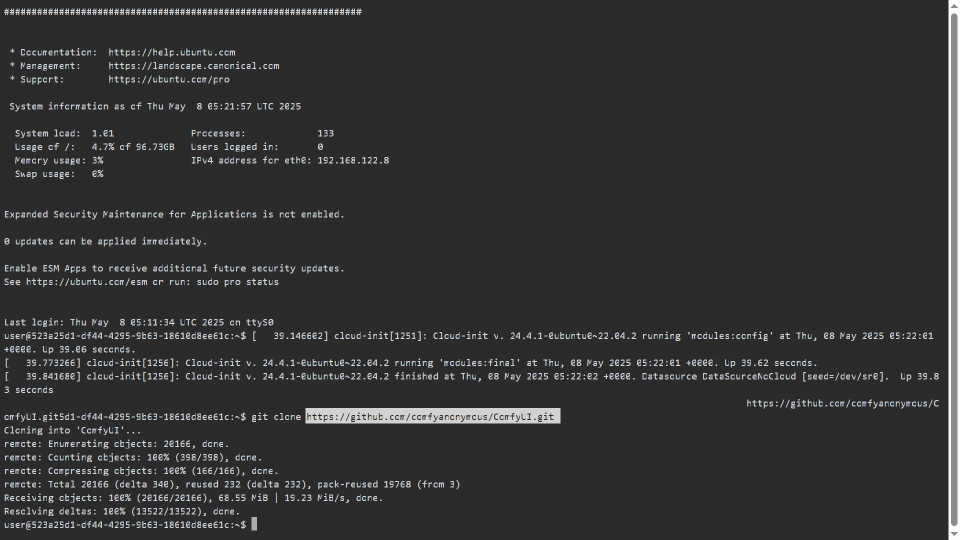 #################################################################
* Documentation:  https://help.ubuntu.com
* Management:     https://landscape.canonical.com
* Support:        https://ubuntu.com/pro
System information as of Thu May  8 05:21:57 UTC 2025
System load:  1.01               Processes:               133
Usage of /:   4.7% of 96.73GB   Users logged in:         0
Memory usage: 3%                IPv4 address for eth0: 192.168.122.8
Swap usage:   0%
Expanded Security Maintenance for Applications is not enabled.
0 updates can be applied immediately.
Enable ESM Apps to receive additional future security updates.
See https://ubuntu.com/esm or run: sudo pro status
Last login: Thu May  8 05:11:34 UTC 2025 on ttyS0
user@523a25d1-df44-4295-9b63-18610d8ee61c:~$ [   39.146602] cloud-init[1251]: Cloud-init v. 24.4.1-0ubuntu0~22.04.2 running 'modules:config' at Thu, 08 May 2025 05:22:01
+0000. Up 39.06 seconds.
[   39.773266] cloud-init[1256]: Cloud-init v. 24.4.1-0ubuntu0~22.04.2 running 'modules:final' at Thu, 08 May 2025 05:22:01 +0000. Up 39.62 seconds.
[   39.841680] cloud-init[1256]: Cloud-init v. 24.4.1-0ubuntu0~22.04.2 finished at Thu, 08 May 2025 05:22:02 +0000. Datasource DataSourceNoCloud [seed=/dev/sr0].  Up 39.8
3 seconds
https://github.com/comfyanonymous/C
omfyUI.git5d1-df44-4295-9b63-18610d8ee61c:~$ git clone https://github.com/comfyanonymous/ComfyUI.git
Cloning into 'ComfyUI'...
remote: Enumerating objects: 20166, done.
remote: Counting objects: 100% (398/398), done.
remote: Compressing objects: 100% (166/166), done.
remote: Total 20166 (delta 340), reused 232 (delta 232), pack-reused 19768 (from 3)
Receiving objects: 100% (20166/20166), 68.55 MiB | 19.23 MiB/s, done.
Resolving deltas: 100% (13522/13522), done.
user@523a25d1-df44-4295-9b63-18610d8ee61c:~$